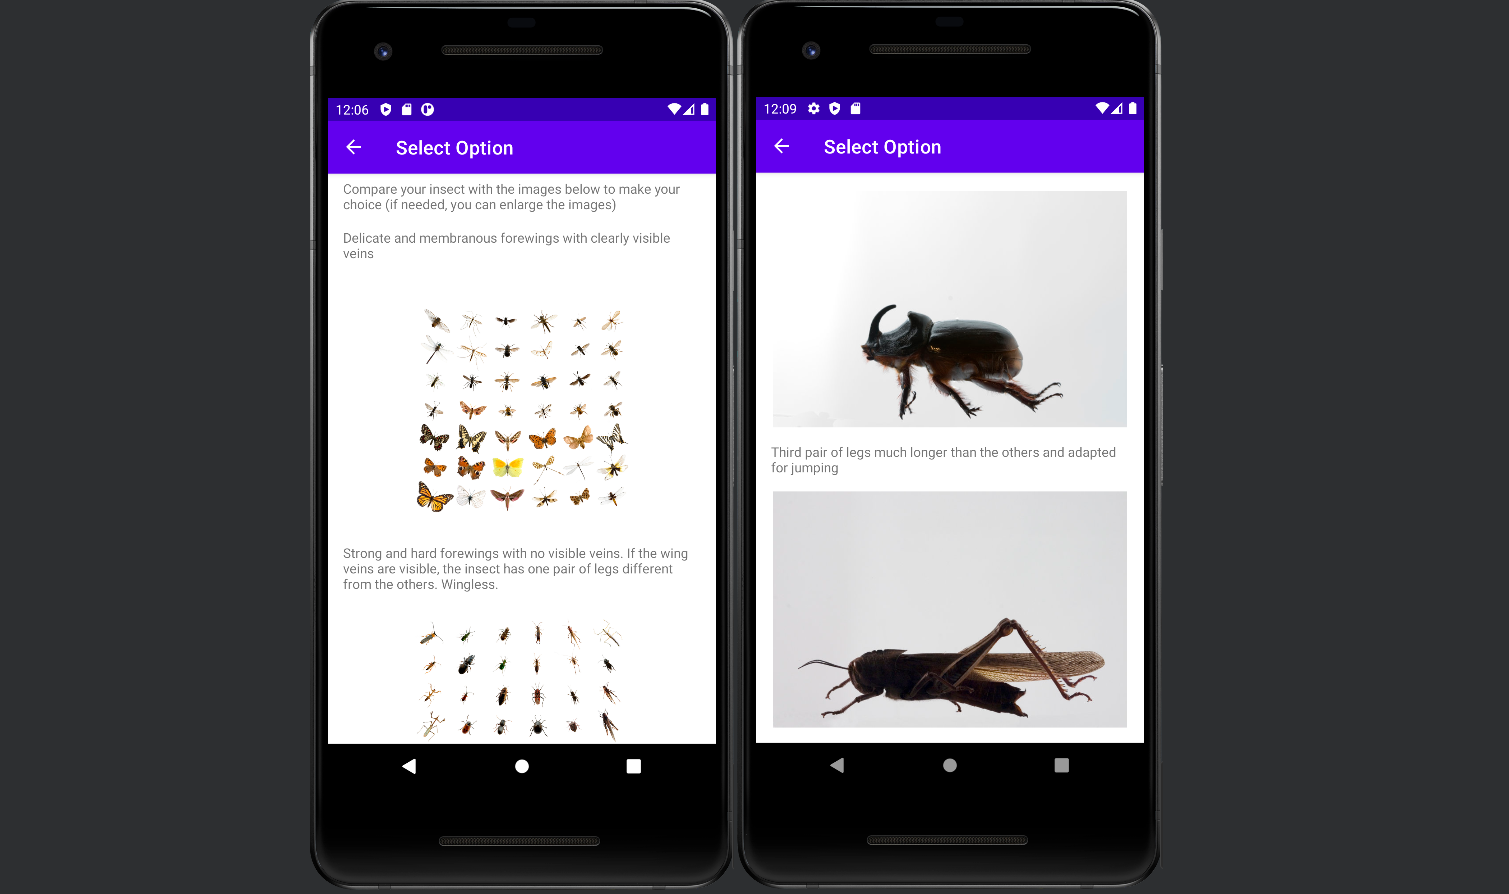 12:06
Select Option
Compare your insect with the images below to make your
choice (if needed, you can enlarge the images)
Delicate and membranous forewings with clearly visible
veins
Strong and hard forewings with no visible veins. If the wing
veins are visible, the insect has one pair of legs different
from the others. Wingless.
12:09
Select Option
Third pair of legs much longer than the others and adapted
for jumping